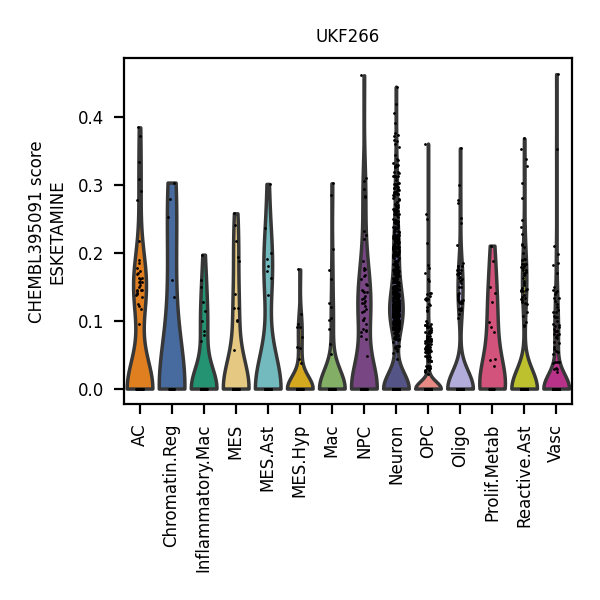 UKF266
CHEMBL395091 score
ESKETAMINE
0.4
0.3
0.2
0.1
0.0
AC
Chromatin.Reg
Inflammatory.Mac
MES
MES.Ast
MES.Hyp
Mac
NPC
Neuron
OPC
Oligo
Prolif.Metab
Reactive.Ast
Vasc